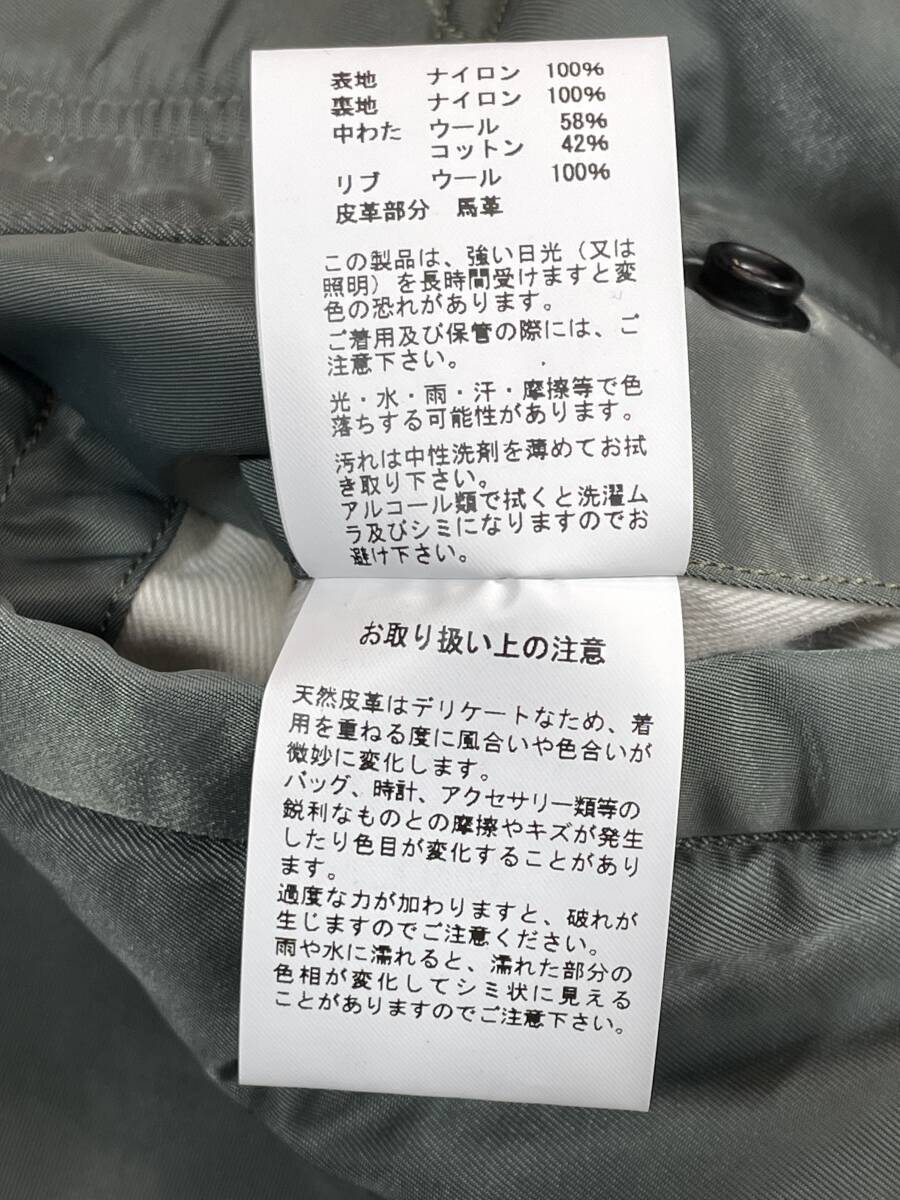 表地 ナイロン 100%
裏地 ナイロン 100%
中わた ウール 58%
コットン 42%
リブ ウール 100%
皮革部分 馬革
この製品は、強い日光（又は
照明）を長時間受けますと変
色の恐れがあります。
ご着用及び保管の際には、ご
注意下さい。
光・水・雨・汗・摩擦等で色
落ちする可能性があります。
汚れは中性洗剤を薄めてお拭
き取り下さい。
アルコール類で拭くと洗濯ム
ラ及びシミになりますのでお
避け下さい。
お取り扱い上の注意
天然皮革はデリケートなため、着
用を重ねる度に風合いや色合いが
微妙に変化します。
バッグ、時計、アクセサリー類等の
鋭利なものとの摩擦やキズが発生
したり色目が変化することがあり
ます。
過度な力が加わりますと、破れが
生じますのでご注意ください。
雨や水に濡れると、濡れた部分の
色相が変化してシミ状に見える
ことがありますのでご注意下さい。